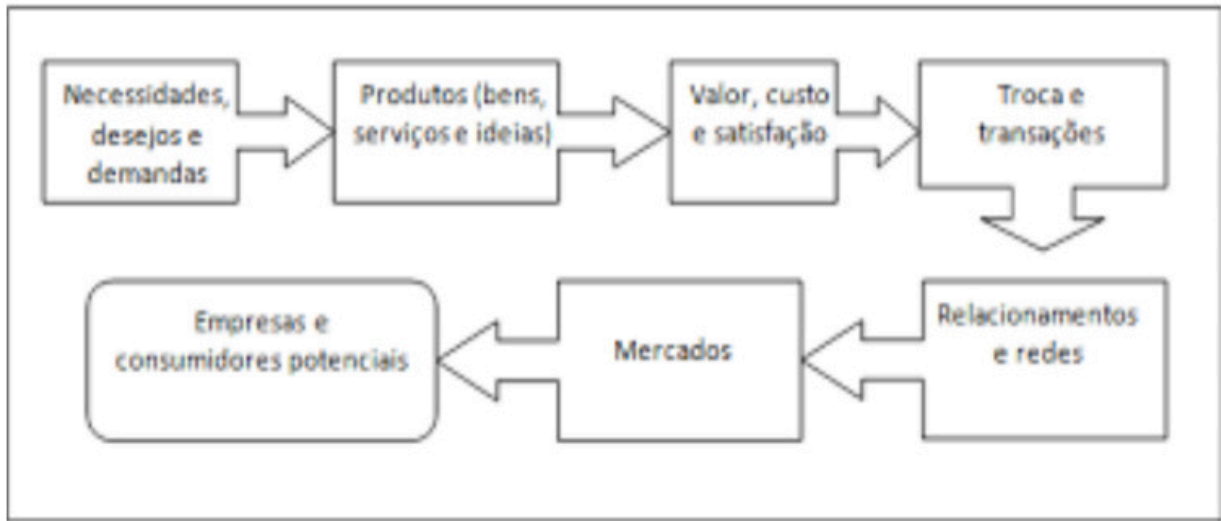 Necessidades,
desejos e
demandas
Produtos (bens,
serviços e ideias)
Valor, custo
e satisfação
Troca e
transações
Relacionamentos
e redes
Mercados
Empresas e
consumidores potenciais